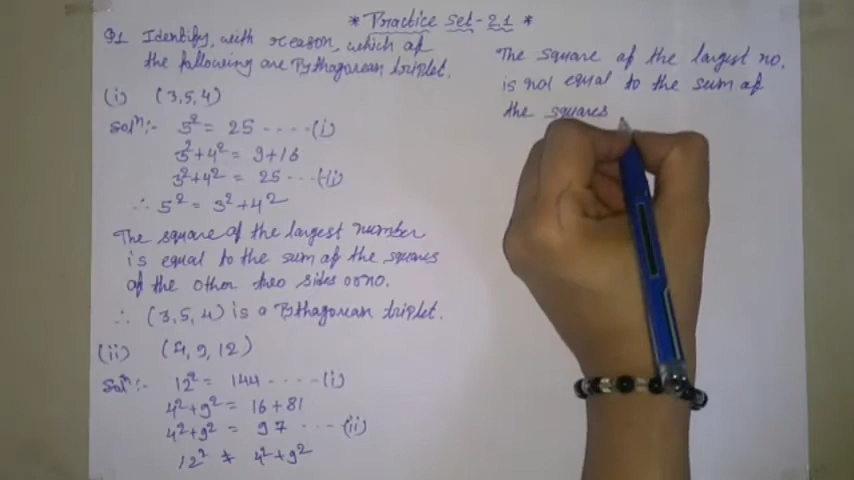 * Practice Set-2.1 *
Q1 Identify, with reason, which of
the following are Pythagorean triplet.
(i) (3,5,4)
Solⁿ:- 5² = 25 ....(i)
3²+4² = 9+16
3²+4² = 25 ...(ii)
∴ 5² = 3²+4²
The square of the largest number
is equal to the sum of the squares
of the other two sides or no.
∴ (3,5,4) is a Pythagorean triplet.
(ii) (4,9,12)
Solⁿ:- 12² = 144 ....(i)
4²+9² = 16+81
4²+9² = 97 ...(ii)
12² ≠ 4²+9²
The square of the largest no.
is not equal to the sum of
the squares